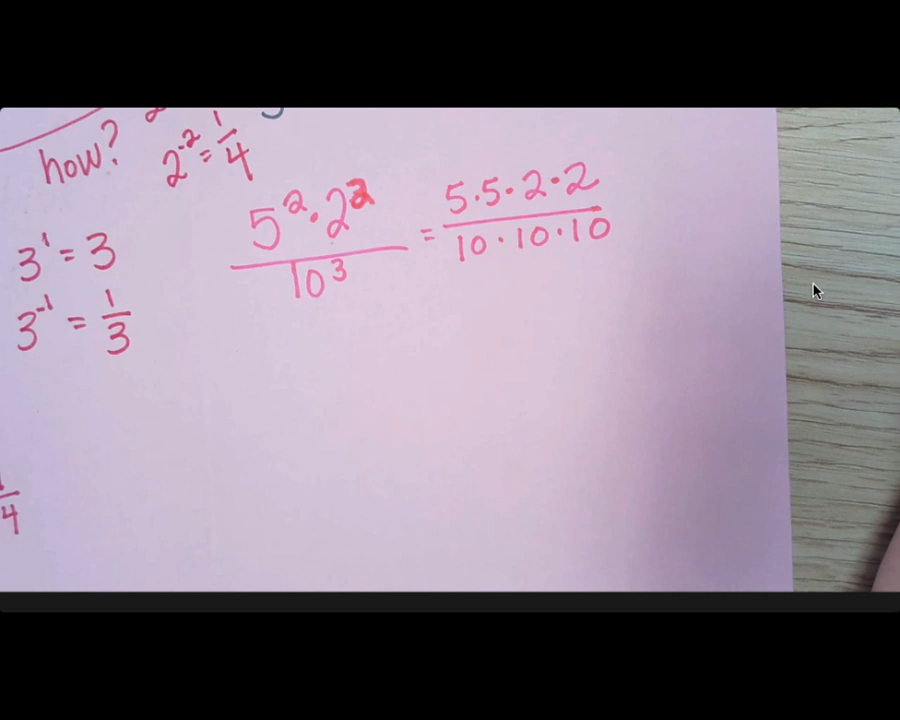 how?
2⁻² = 1/4
3¹ = 3
3⁻¹ = 1/3
5² · 2² / 10³ = 5 · 5 · 2 · 2 / 10 · 10 · 10
4